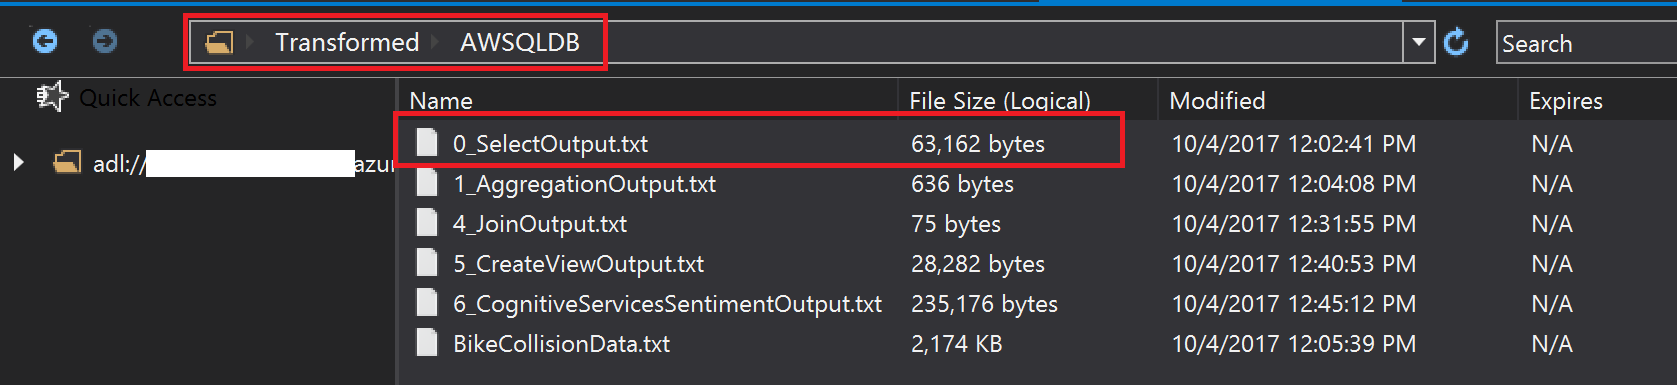 Transformed AWSQLDB Search
Quick Access
adl:// azur
Name File Size (Logical) Modified Expires
0_SelectOutput.txt 63,162 bytes 10/4/2017 12:02:41 PM N/A
1_AggregationOutput.txt 636 bytes 10/4/2017 12:04:08 PM N/A
4_JoinOutput.txt 75 bytes 10/4/2017 12:31:55 PM N/A
5_CreateViewOutput.txt 28,282 bytes 10/4/2017 12:40:53 PM N/A
6_CognitiveServicesSentimentOutput.txt 235,176 bytes 10/4/2017 12:45:12 PM N/A
BikeCollisionData.txt 2,174 KB 10/4/2017 12:05:39 PM N/A